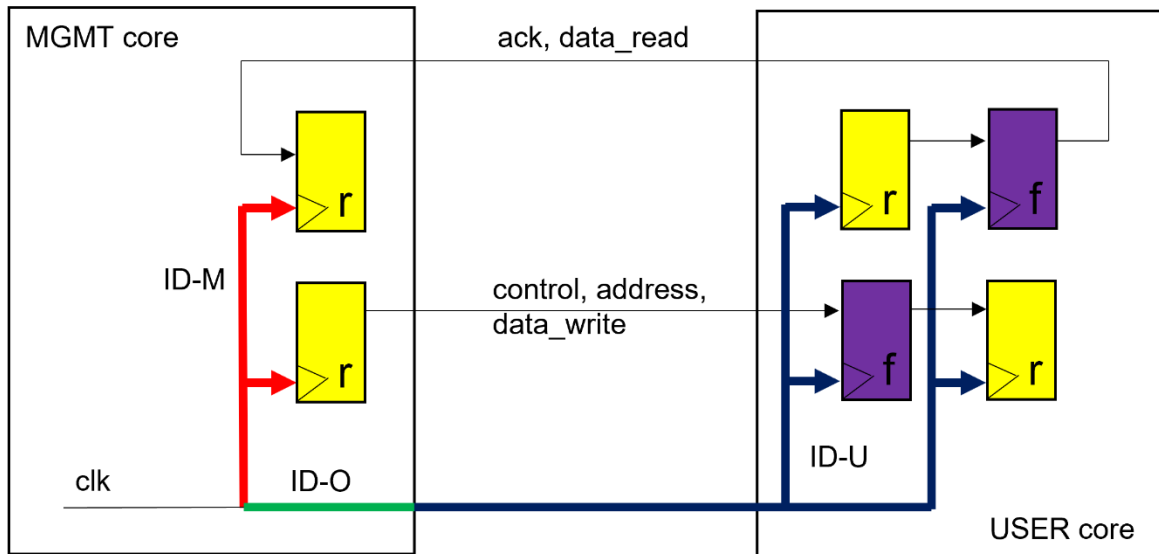 MGMT core
ack, data_read
r
r
f
ID-M
control, address,
data_write
r
f
r
clk
ID-O
ID-U
USER core